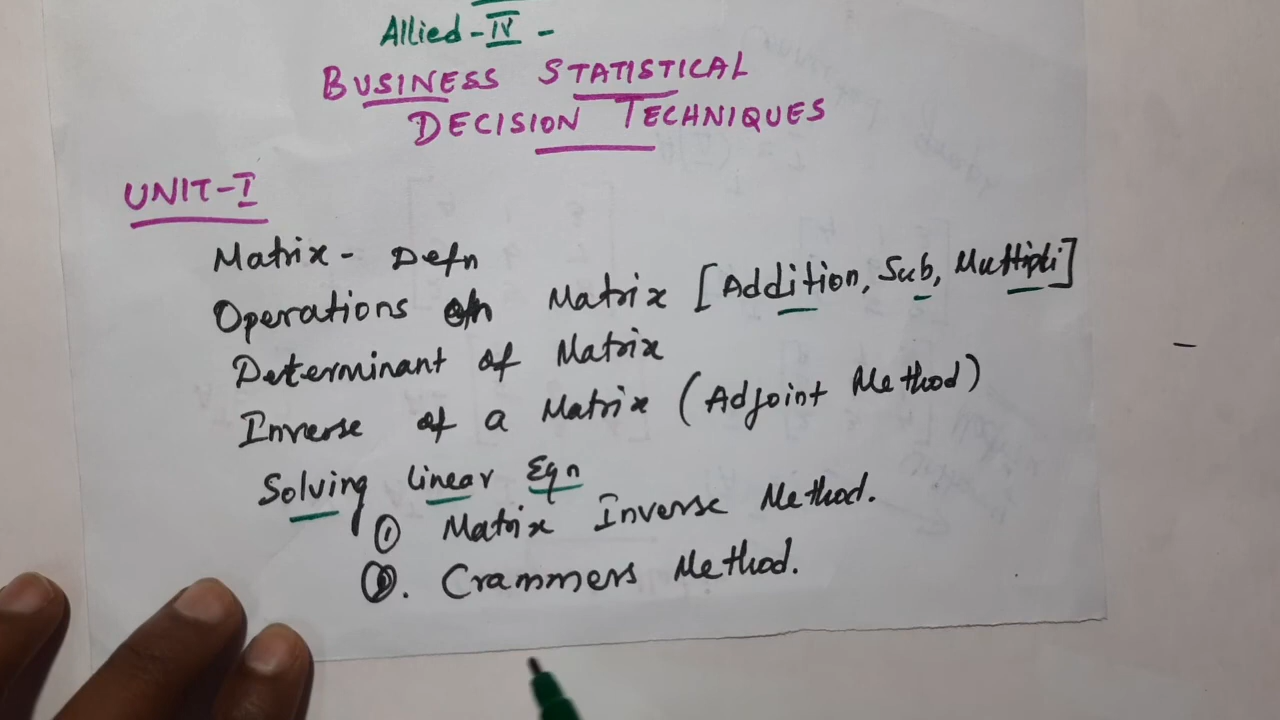 Allied - IV -
BUSINESS STATISTICAL
DECISION TECHNIQUES
UNIT-I
Matrix - Defn
Operations on Matrix [Addition, Sub, Multipli]
Determinant of Matrix
Inverse of a Matrix (Adjoint Method)
Solving linear Eqn
① Matrix Inverse Method.
②. Crammers Method.